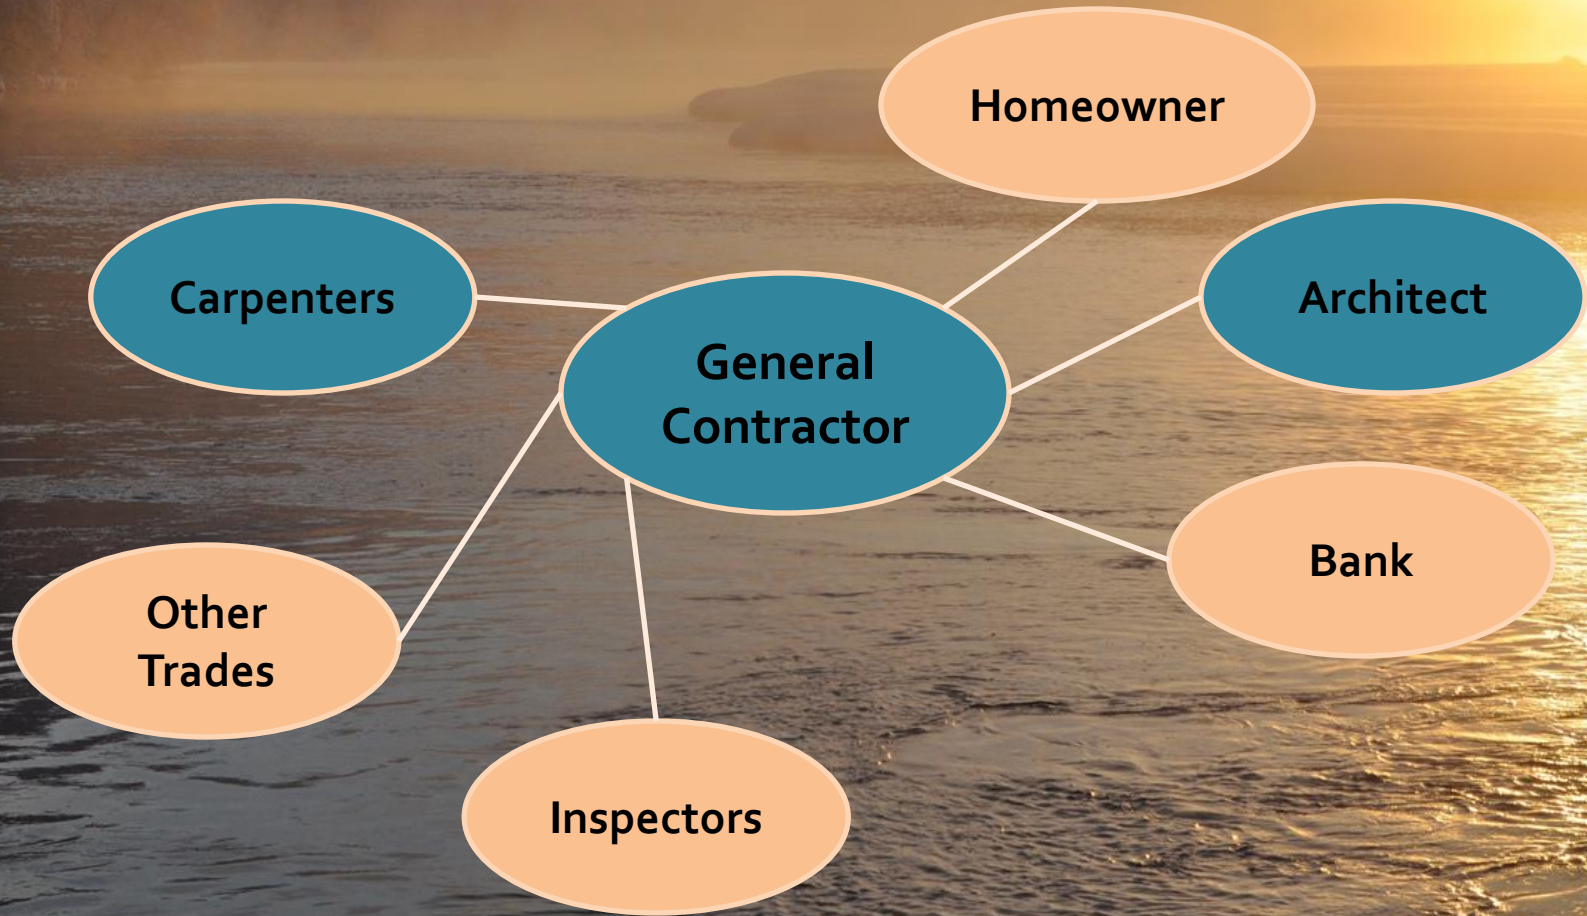 Homeowner
Carpenters
Architect
General
Contractor
Bank
Other
Trades
Inspectors